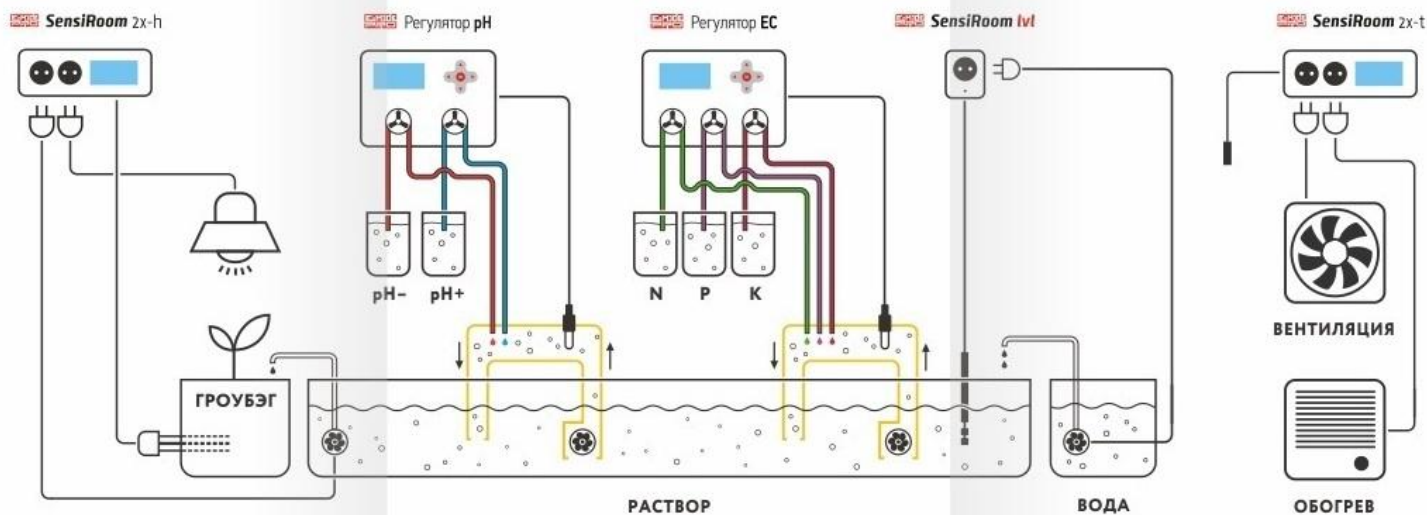 SensiRoom 2x-h
Регулятор pH
Регулятор EC
SensiRoom lvl
SensiRoom 2x-t
pH−
pH+
N
P
K
ВЕНТИЛЯЦИЯ
ГРОУБЭГ
РАСТВОР
ВОДА
ОБОГРЕВ